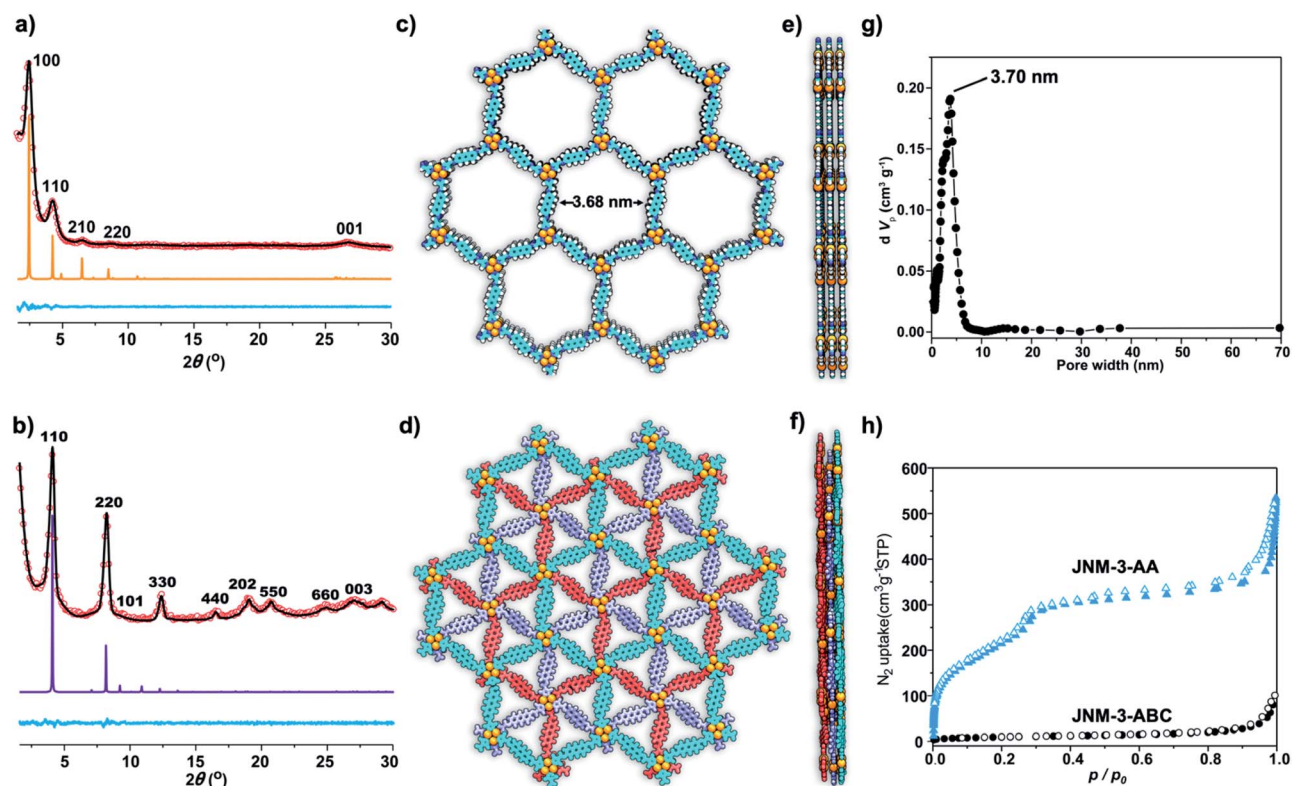 a)
100
110
210
220
001
5
10
15
20
25
30
2θ (°)
c)
3.68 nm
e)
g)
3.70 nm
d Vp (cm³ g⁻¹)
0.20
0.15
0.10
0.05
0.00
0
10
20
30
40
50
60
70
Pore width (nm)
b)
110
220
101
330
440
202
550
660
003
5
10
15
20
25
30
2θ (°)
d)
f)
h)
N₂ uptake(cm³g⁻¹STP)
600
500
400
300
200
100
0
JNM-3-AA
JNM-3-ABC
0.0
0.2
0.4
0.6
0.8
1.0
p / p₀